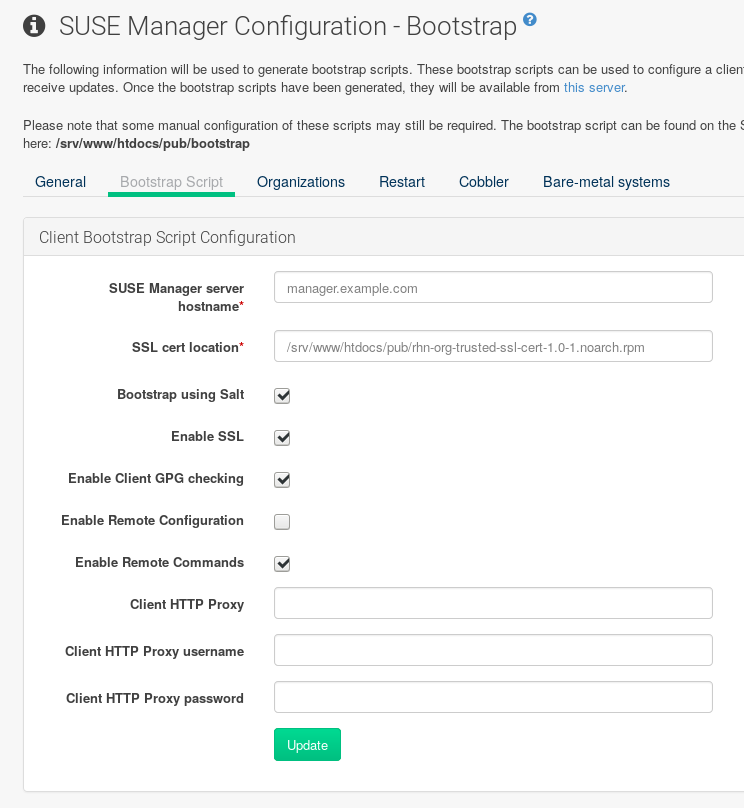 SUSE Manager Configuration - Bootstrap ?
The following information will be used to generate bootstrap scripts. These bootstrap scripts can be used to configure a client
receive updates. Once the bootstrap scripts have been generated, they will be available from this server.
Please note that some manual configuration of these scripts may still be required. The bootstrap script can be found on the S
here: /srv/www/htdocs/pub/bootstrap
General Bootstrap Script Organizations Restart Cobbler Bare-metal systems
Client Bootstrap Script Configuration
SUSE Manager server
hostname*
manager.example.com
SSL cert location* /srv/www/htdocs/pub/rhn-org-trusted-ssl-cert-1.0-1.noarch.rpm
Bootstrap using Salt
Enable SSL
Enable Client GPG checking
Enable Remote Configuration
Enable Remote Commands
Client HTTP Proxy
Client HTTP Proxy username
Client HTTP Proxy password
Update